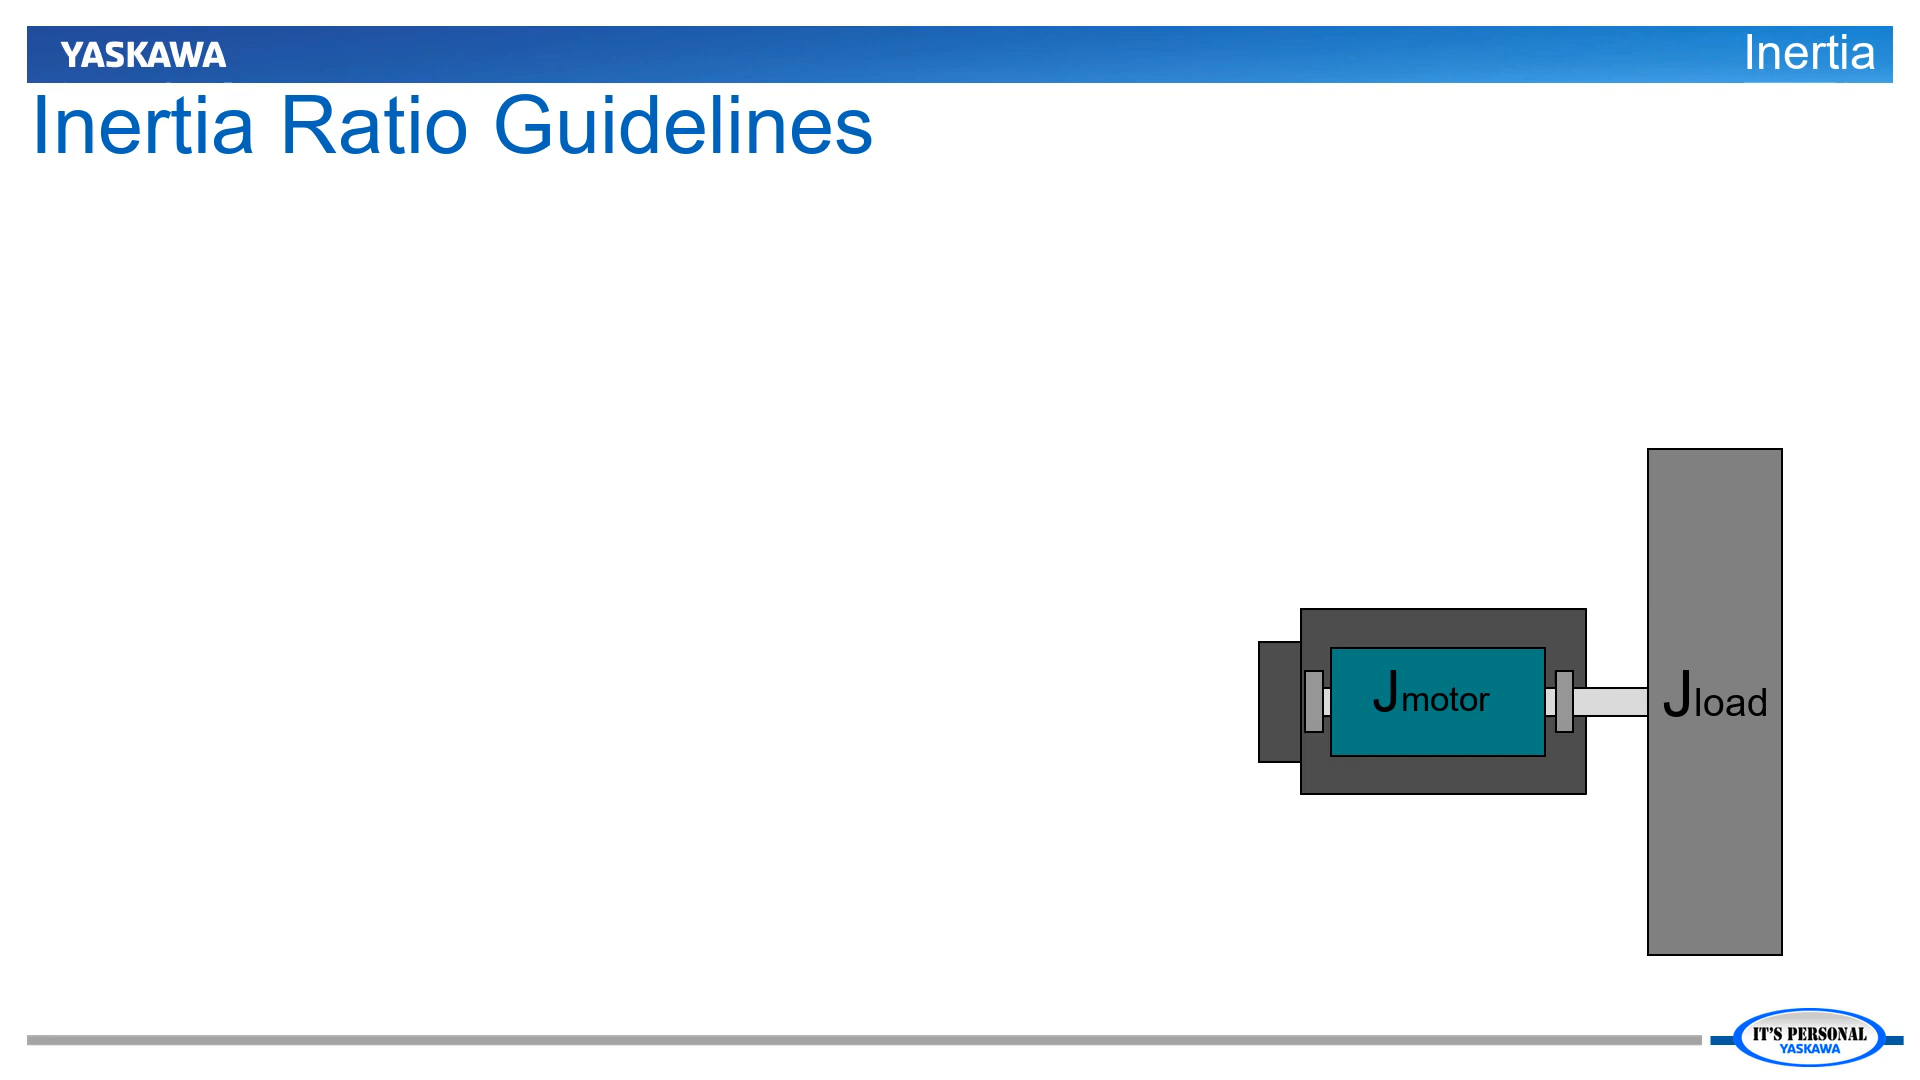 YASKAWA
Inertia
Inertia Ratio Guidelines
Jmotor
Jload
IT'S PERSONAL
YASKAWA